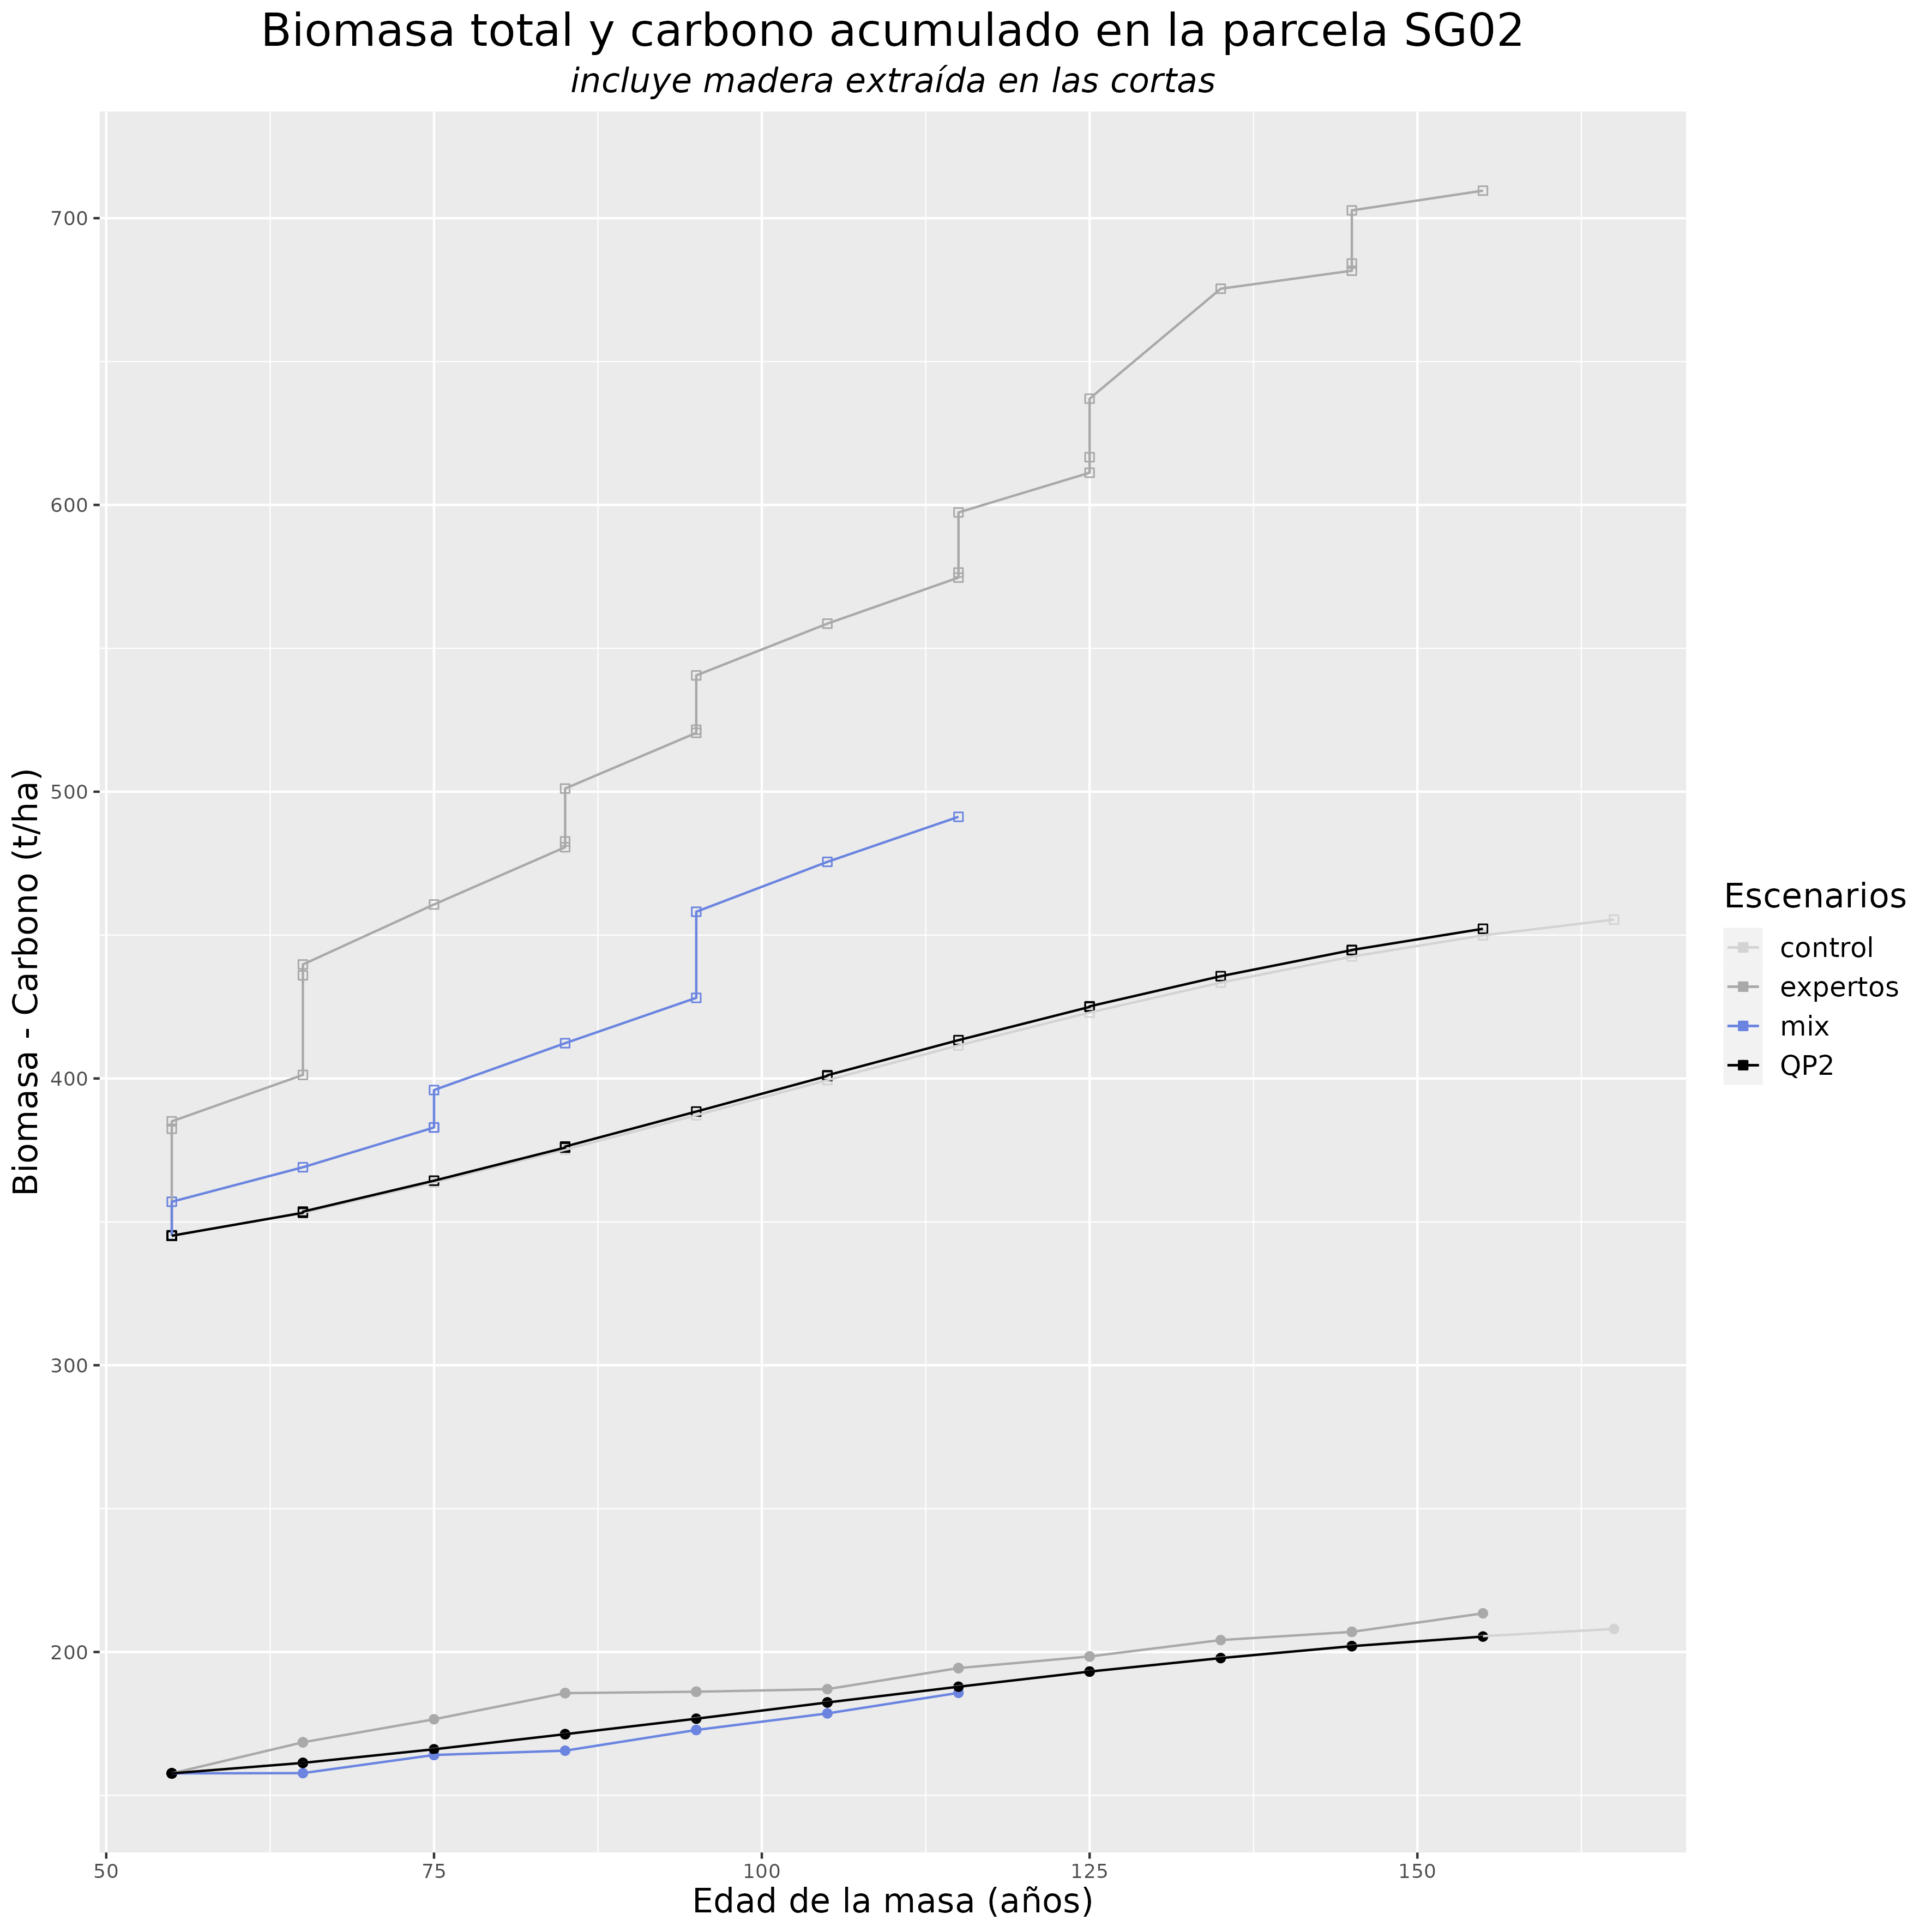 Biomasa total y carbono acumulado en la parcela SG02
incluye madera extraída en las cortas
Biomasa - Carbono (t/ha)
700
600
500
400
300
200
50
75
100
125
150
Edad de la masa (años)
Escenarios
control
expertos
mix
QP2